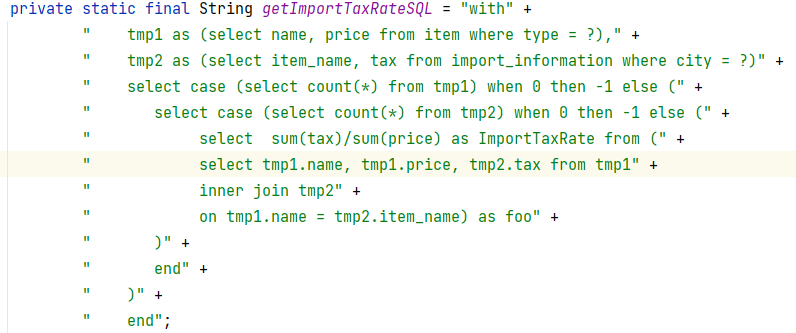 private static final String getImportTaxRateSQL = "with" +
        "    tmp1 as (select name, price from item where type = ?)," +
        "    tmp2 as (select item_name, tax from import_information where city = ?)" +
        "    select case (select count(*) from tmp1) when 0 then -1 else (" +
        "       select case (select count(*) from tmp2) when 0 then -1 else (" +
        "            select  sum(tax)/sum(price) as ImportTaxRate from (" +
        "            select tmp1.name, tmp1.price, tmp2.tax from tmp1" +
        "            inner join tmp2" +
        "            on tmp1.name = tmp2.item_name) as foo" +
        "       )" +
        "       end" +
        "    )" +
        "    end";